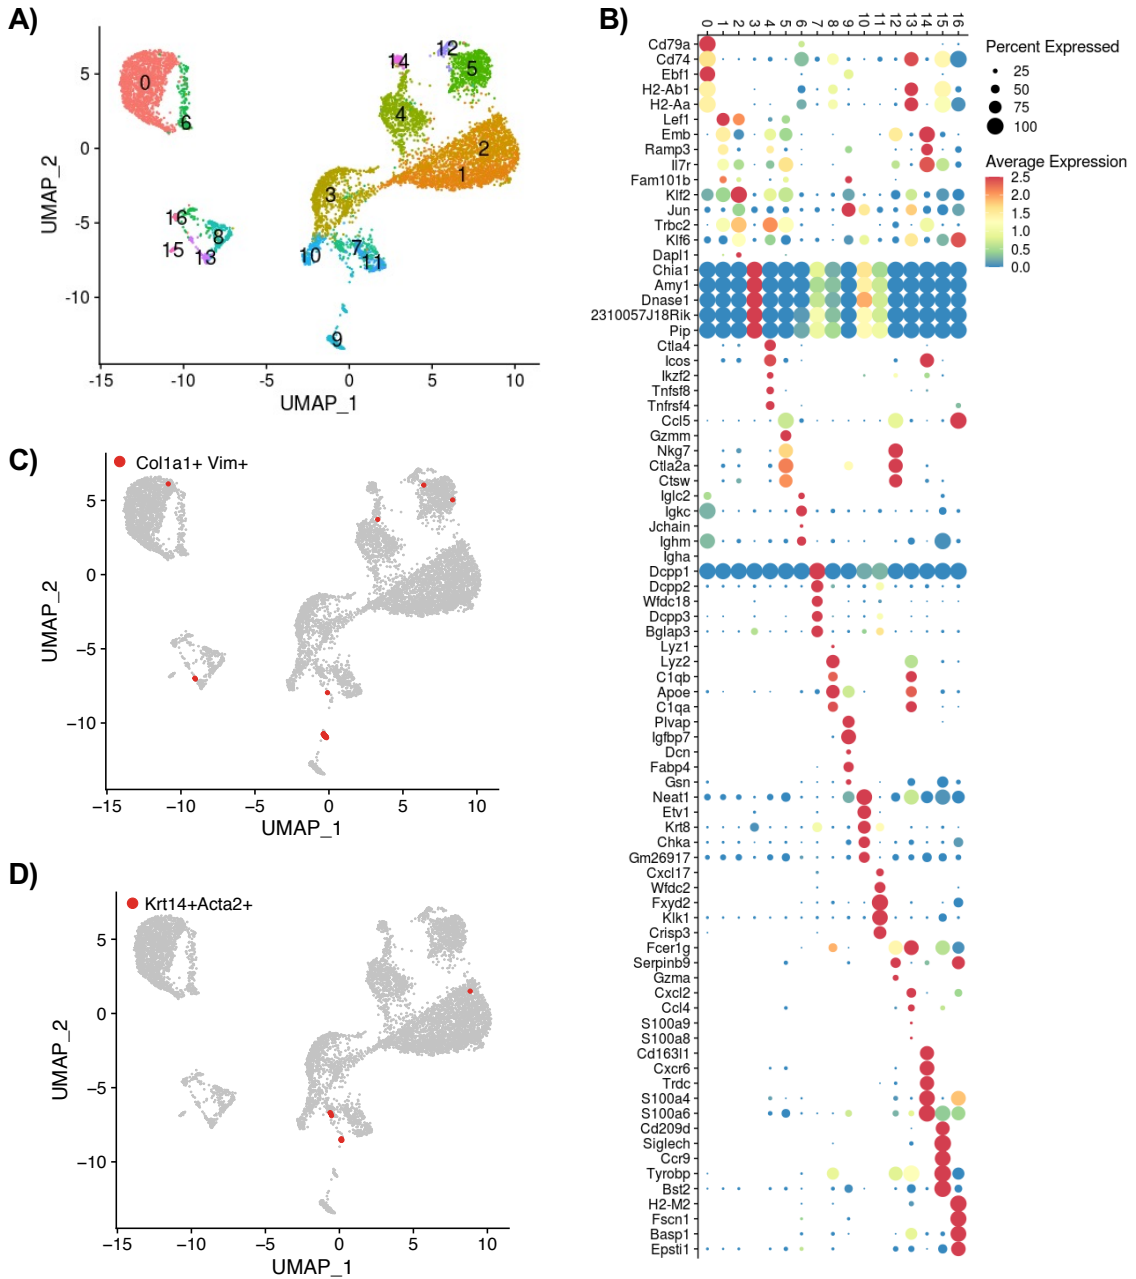 A)
14
12
5
0
6
4
2
1
3
16
8
15
13
10
7
11
9
5
0
-5
-10
-15
-10
-5
0
5
10
UMAP_1
UMAP_2
B)
0 1 2 3 4 5 6 7 8 9 10 11 12 13 14 15 16
Cd79a
Cd74
Ebf1
H2-Ab1
H2-Aa
Lef1
Emb
Ramp3
Il7r
Fam101b
Klf2
Jun
Trbc2
Klf6
Dapl1
Chia1
Amy1
Dnase1
2310057J18Rik
Pip
Ctla4
Icos
Ikzf2
Tnfsf8
Tnfrsf4
Ccl5
Gzmm
Nkg7
Ctla2a
Ctsw
Iglc2
Igkc
Jchain
Ighm
Igha
Dcpp1
Dcpp2
Wfdc18
Dcpp3
Bglap3
Lyz1
Lyz2
C1qb
Apoe
C1qa
Plvap
Igfbp7
Dcn
Fabp4
Gsn
Neat1
Etv1
Krt8
Chka
Gm26917
Cxcl17
Wfdc2
Fxyd2
Klk1
Crisp3
Fcer1g
Serpinb9
Gzma
Cxcl2
Ccl4
S100a9
S100a8
Cd163l1
Cxcr6
Trdc
S100a4
S100a6
Cd209d
Siglech
Ccr9
Tyrobp
Bst2
H2-M2
Fscn1
Basp1
Epsti1
Percent Expressed
25
50
75
100
Average Expression
2.5
2.0
1.5
1.0
0.5
0.0
C)
Col1a1+ Vim+
5
0
−5
−10
−15
−10
−5
0
5
10
UMAP_1
UMAP_2
D)
Krt14+Acta2+
5
0
−5
−10
−15
−10
−5
0
5
10
UMAP_1
UMAP_2